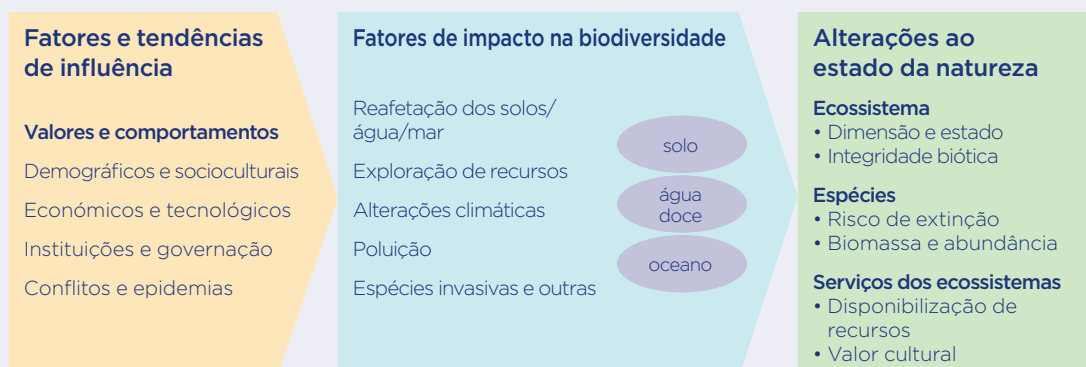 Fatores e tendências
de influência
Valores e comportamentos
Demográficos e socioculturais
Económicos e tecnológicos
Instituições e governação
Conflitos e epidemias
Fatores de impacto na biodiversidade
Reafetação dos solos/
água/mar
Exploração de recursos
Alterações climáticas
Poluição
Espécies invasivas e outras
solo
água
doce
oceano
Alterações ao
estado da natureza
Ecossistema
• Dimensão e estado
• Integridade biótica
Espécies
• Risco de extinção
• Biomassa e abundância
Serviços dos ecossistemas
• Disponibilização de
recursos
• Valor cultural